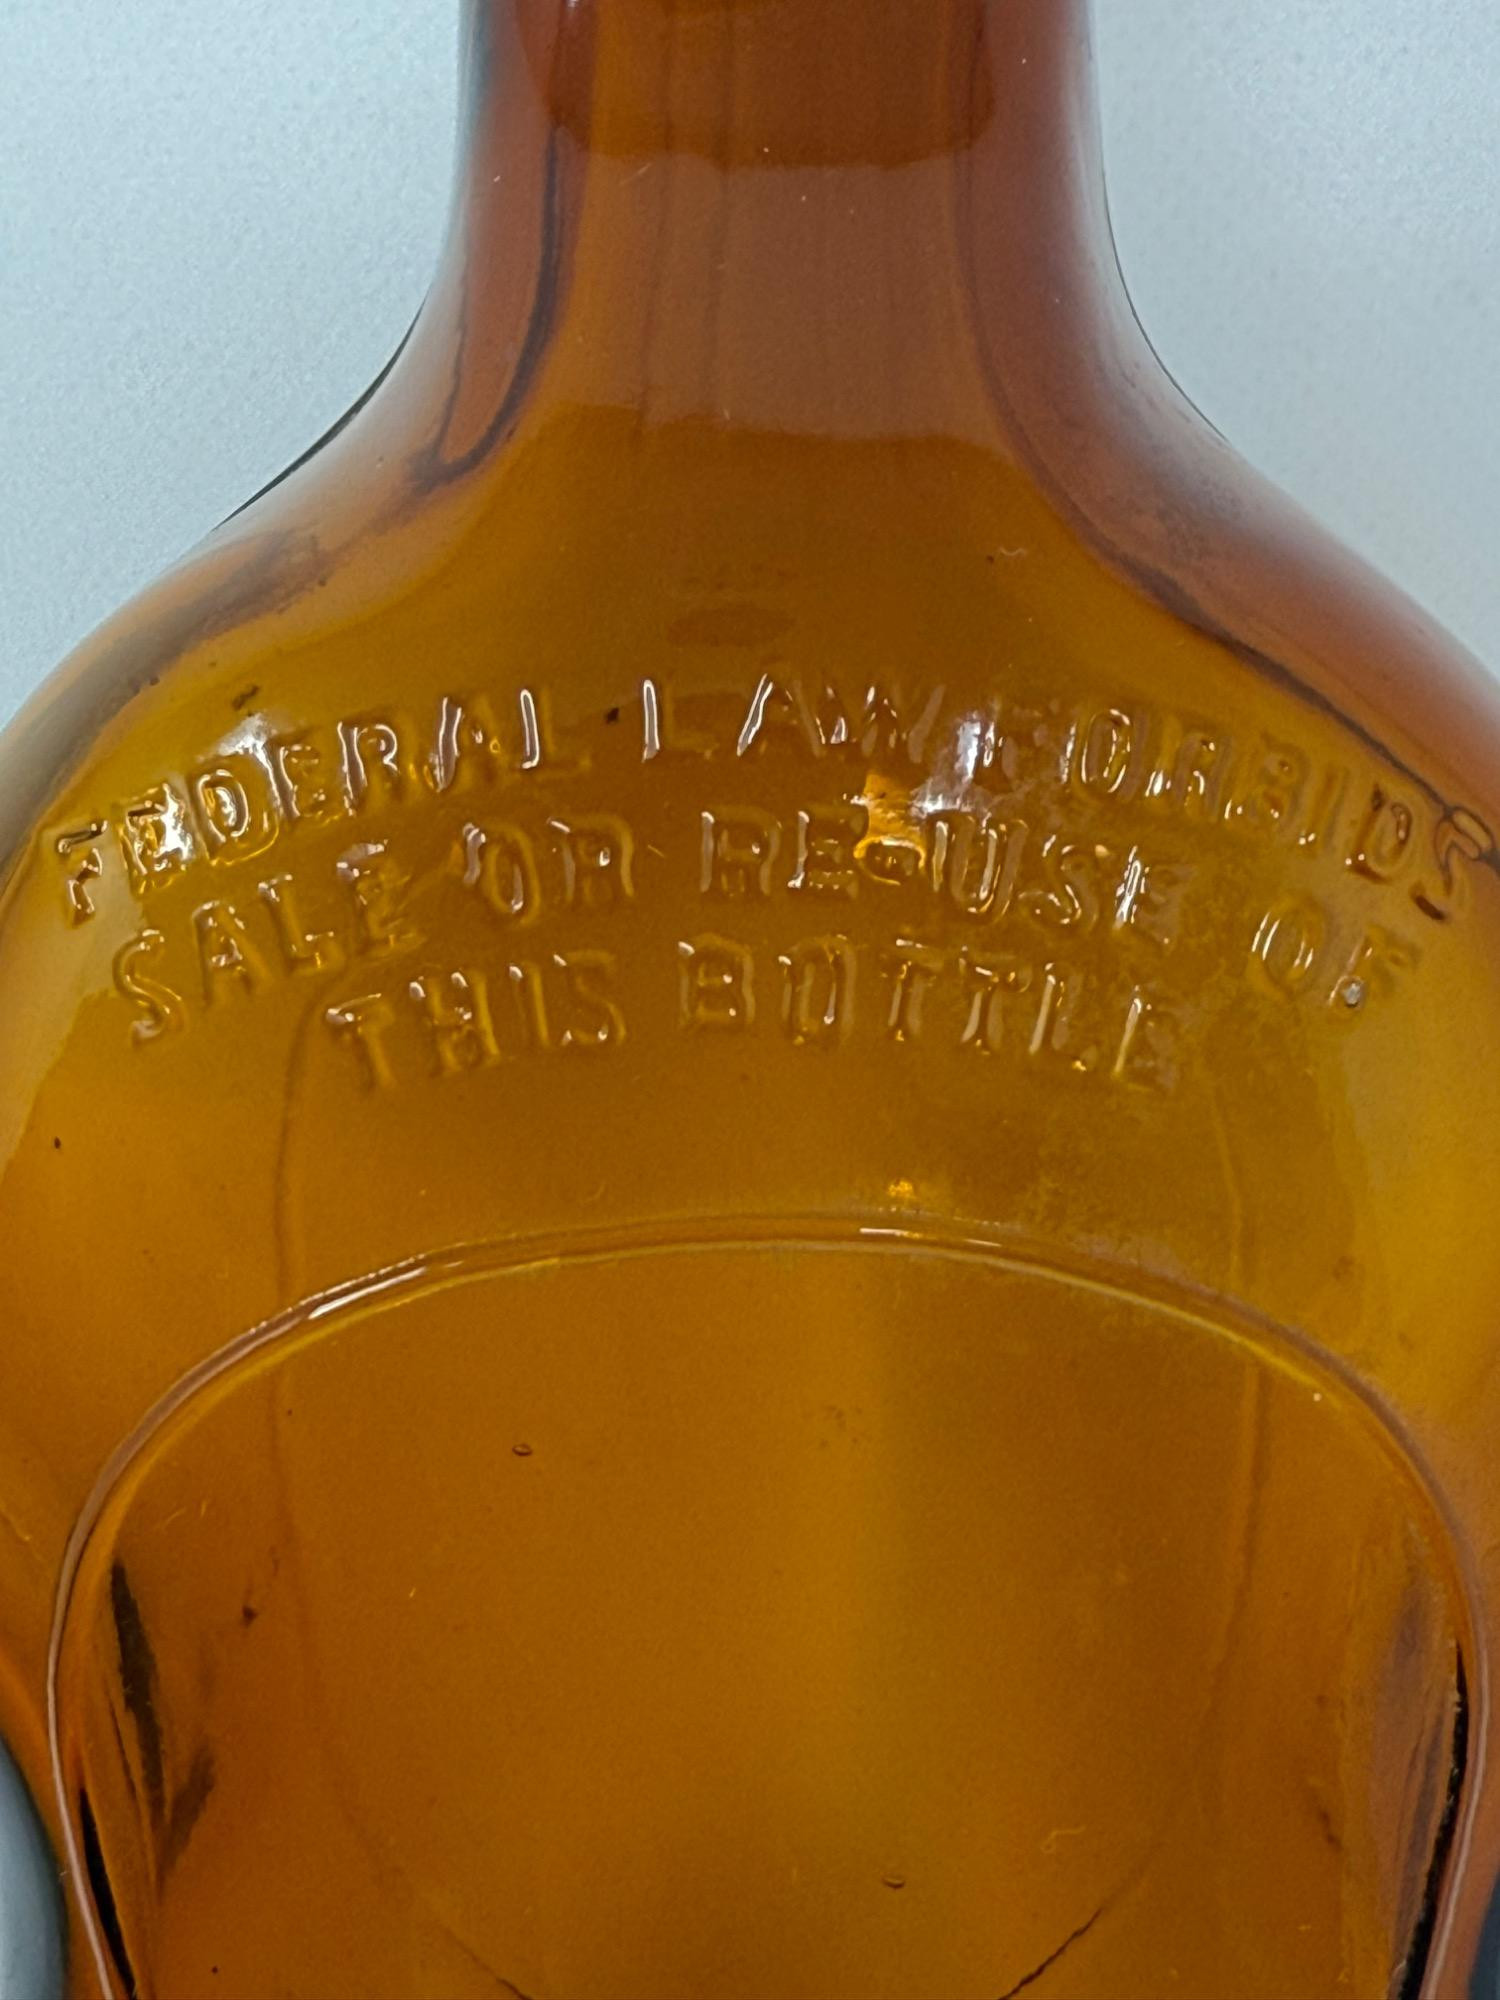 FEDERAL LAW FORBIDS
SALE OR RE-USE OF
THIS BOTTLE